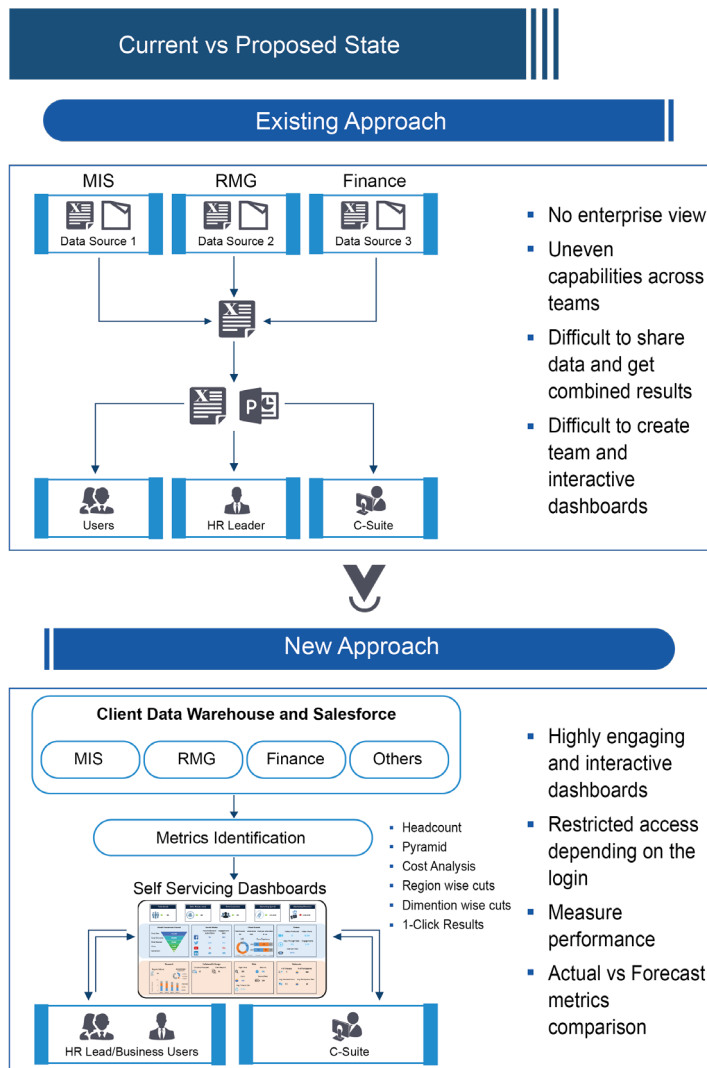 Current vs Proposed State
Existing Approach
MIS
RMG
Finance
Data Source 1
Data Source 2
Data Source 3
Users
HR Leader
C-Suite
No enterprise view
Uneven
capabilities across
teams
Difficult to share
data and get
combined results
Difficult to create
team and
interactive
dashboards
New Approach
Client Data Warehouse and Salesforce
MIS
RMG
Finance
Others
Metrics Identification
Headcount
Pyramid
Cost Analysis
Region wise cuts
Dimention wise cuts
1-Click Results
Self Servicing Dashboards
HR Lead/Business Users
C-Suite
Highly engaging
and interactive
dashboards
Restricted access
depending on the
login
Measure
performance
Actual vs Forecast
metrics
comparison